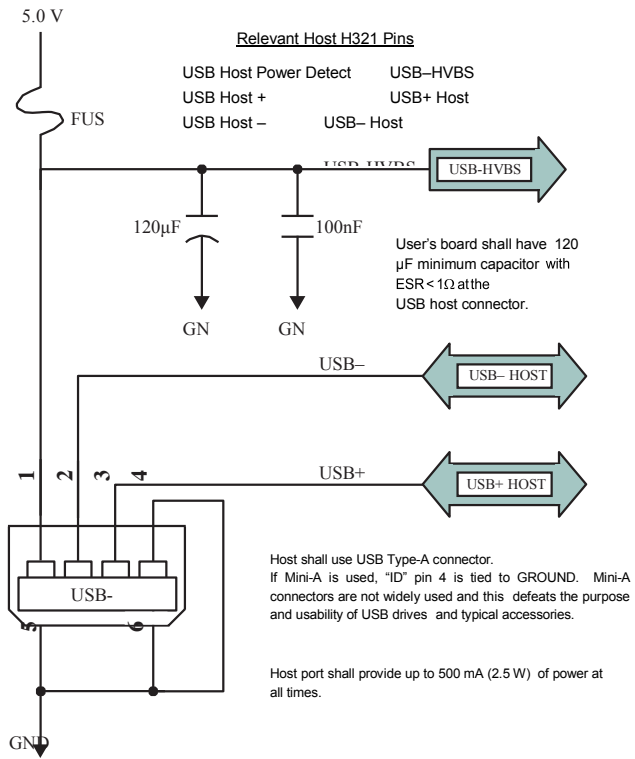 5.0 V
Relevant Host H321 Pins
USB Host Power Detect USB–HVBS
USB Host + USB+ Host
USB Host – USB– Host
FUS
USB-HVBS
USB-HVBS
120µF
100nF
User's board shall have 120
µF minimum capacitor with
ESR < 1Ω at the
USB host connector.
GN
GN
USB–
USB– HOST
1
2
3
4
USB+
USB+ HOST
Host shall use USB Type-A connector.
If Mini-A is used, "ID" pin 4 is tied to GROUND. Mini-A
connectors are not widely used and this defeats the purpose
and usability of USB drives and typical accessories.
USB-
5
6
Host port shall provide up to 500 mA (2.5 W) of power at
all times.
GND